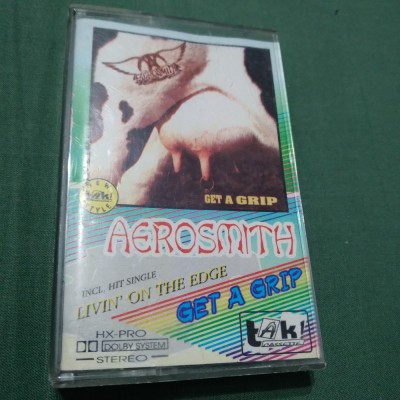 AEROSMITH
GET A GRIP
AEROSMITH
INCL. HIT SINGLE
LIVIN' ON THE EDGE
GET A GRIP
tAk!
HX-PRO
DOLBY SYSTEM
STEREO
STYLE